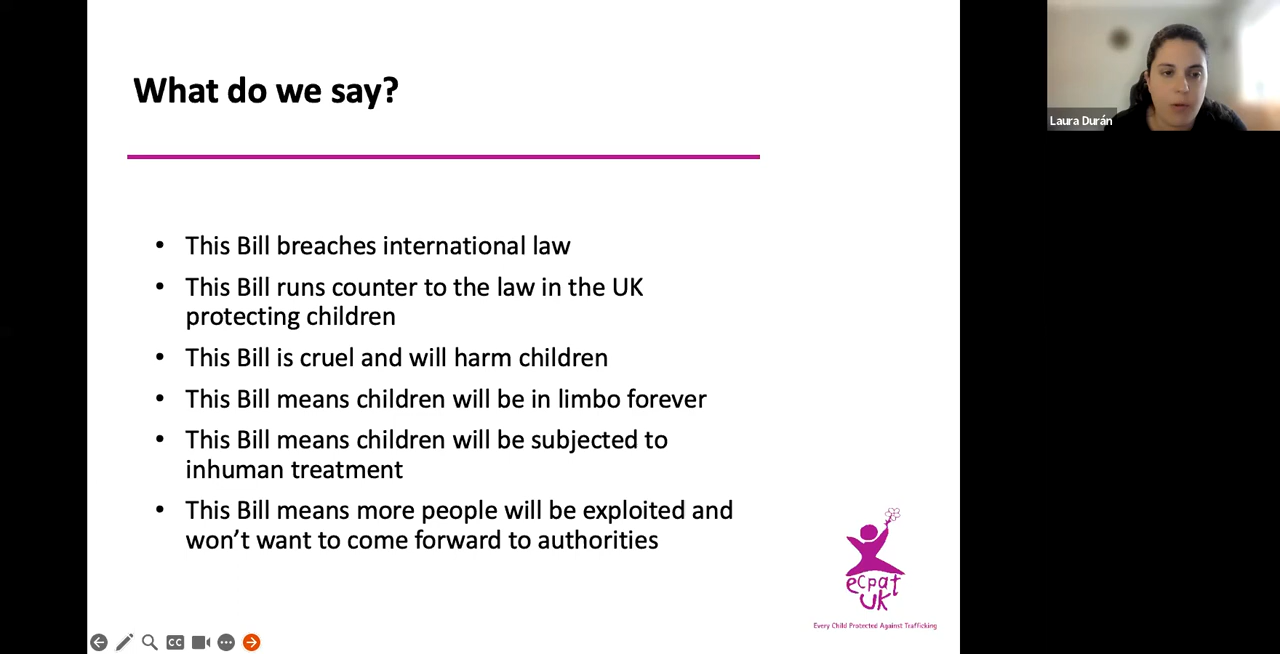 What do we say?
Laura Durán
• This Bill breaches international law
• This Bill runs counter to the law in the UK
protecting children
• This Bill is cruel and will harm children
• This Bill means children will be in limbo forever
• This Bill means children will be subjected to
inhuman treatment
• This Bill means more people will be exploited and
won’t want to come forward to authorities
ecpat
UK
Every Child Protected Against Trafficking
CC